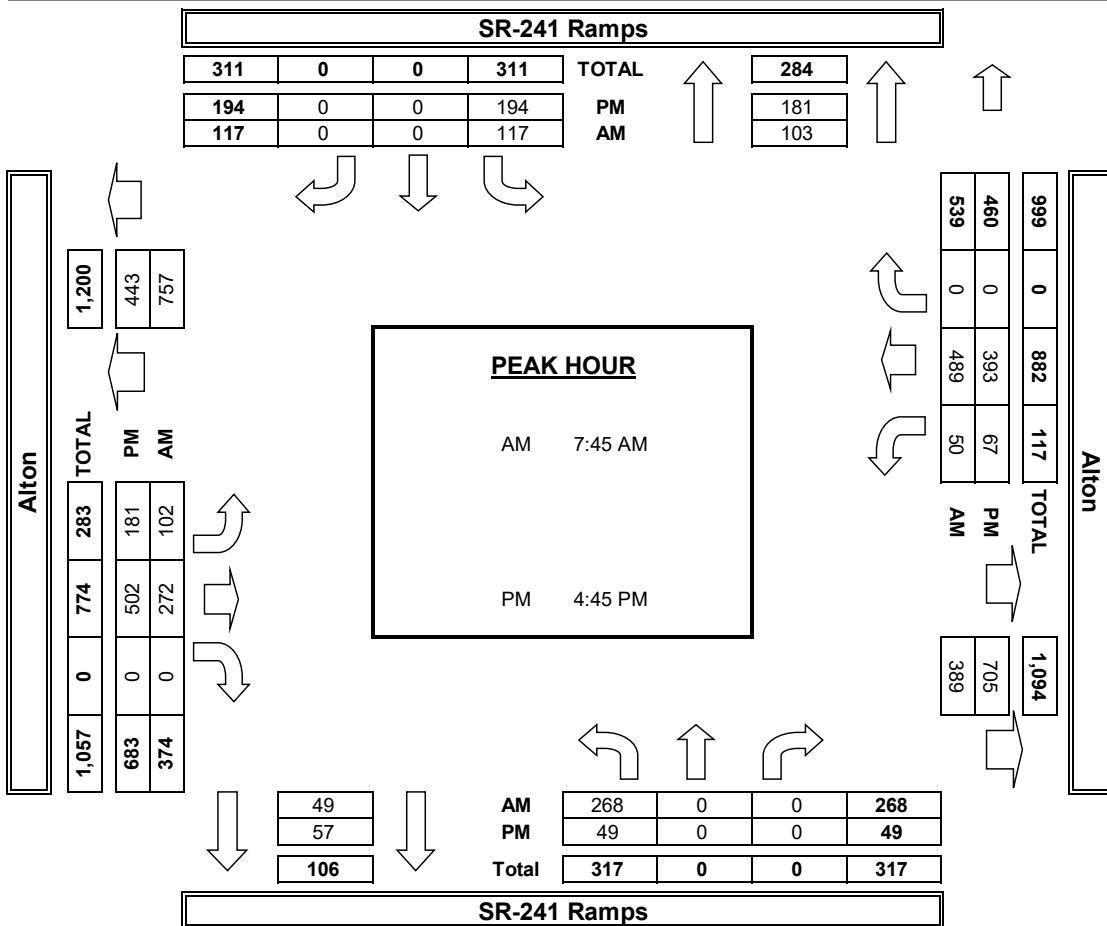 SR-241 Ramps
311 0 0 311 TOTAL 284
194 0 0 194 PM 181
117 0 0 117 AM 103
Alton
1,200
443
757
TOTAL
PM
AM
283 181 102
774 502 272
0 0 0
1,057 683 374
PEAK HOUR
AM 7:45 AM
PM 4:45 PM
539 460 999
0 0 0
489 393 882
50 67 117
AM PM TOTAL
389 705 1,094
Alton
49 AM 268 0 0 268
57 PM 49 0 0 49
106 Total 317 0 0 317
SR-241 Ramps